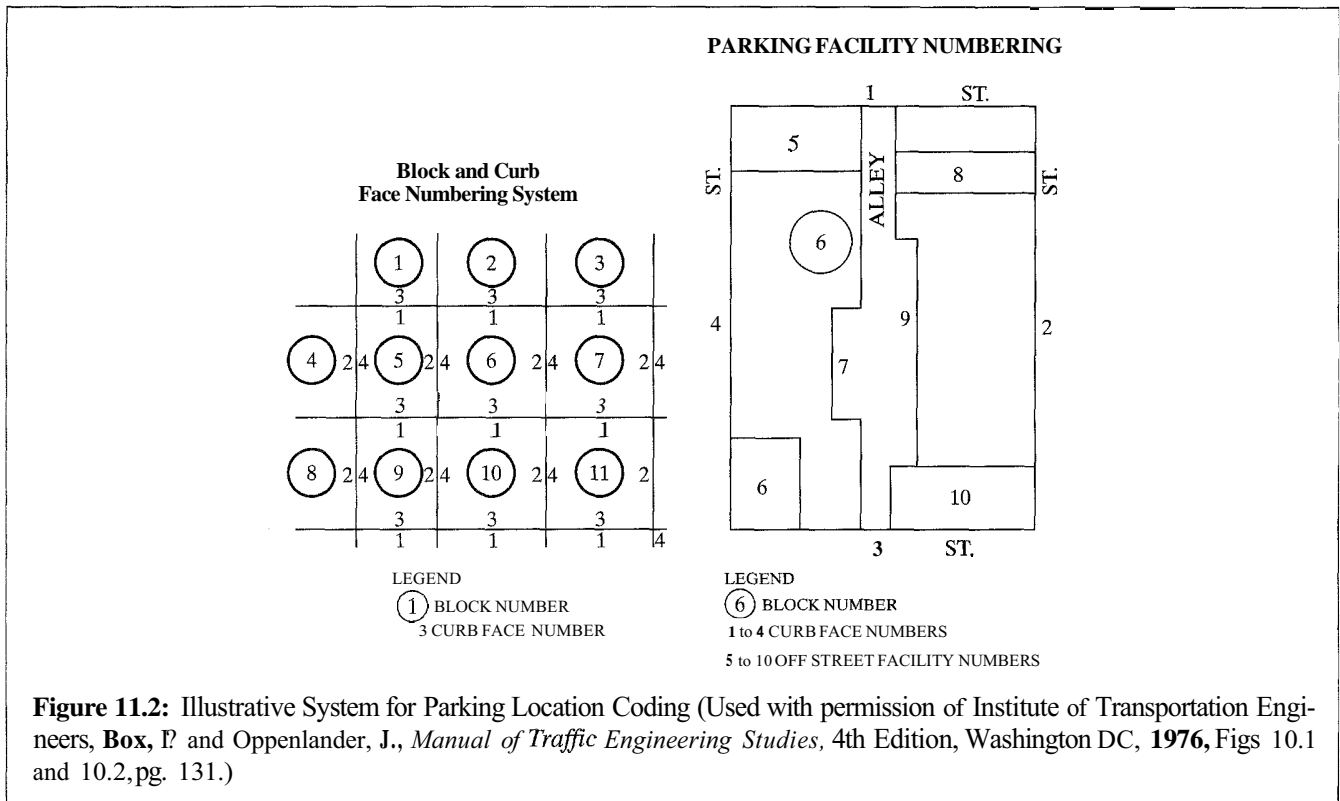 PARKING FACILITY NUMBERING
Block and Curb
Face Numbering System
1 2 3
3 3 3
1 1 1
4 2 4 5 2 4 6 2 4 7 2 4
3 3 3
1 1 1
8 2 4 9 2 4 10 2 4 11 2
3 3 3
1 1 1 4
LEGEND
1 BLOCK NUMBER
3 CURB FACE NUMBER
1 ST.
5
ST.
ALLEY
8
ST.
6
4
9
2
7
6
10
3 ST.
LEGEND
6 BLOCK NUMBER
1 to 4 CURB FACE NUMBERS
5 to 10 OFF STREET FACILITY NUMBERS
Figure 11.2: Illustrative System for Parking Location Coding (Used with permission of Institute of Transportation Engi-
neers, Box, I? and Oppenlander, J., Manual of Traffic Engineering Studies, 4th Edition, Washington DC, 1976, Figs 10.1
and 10.2, pg. 131.)